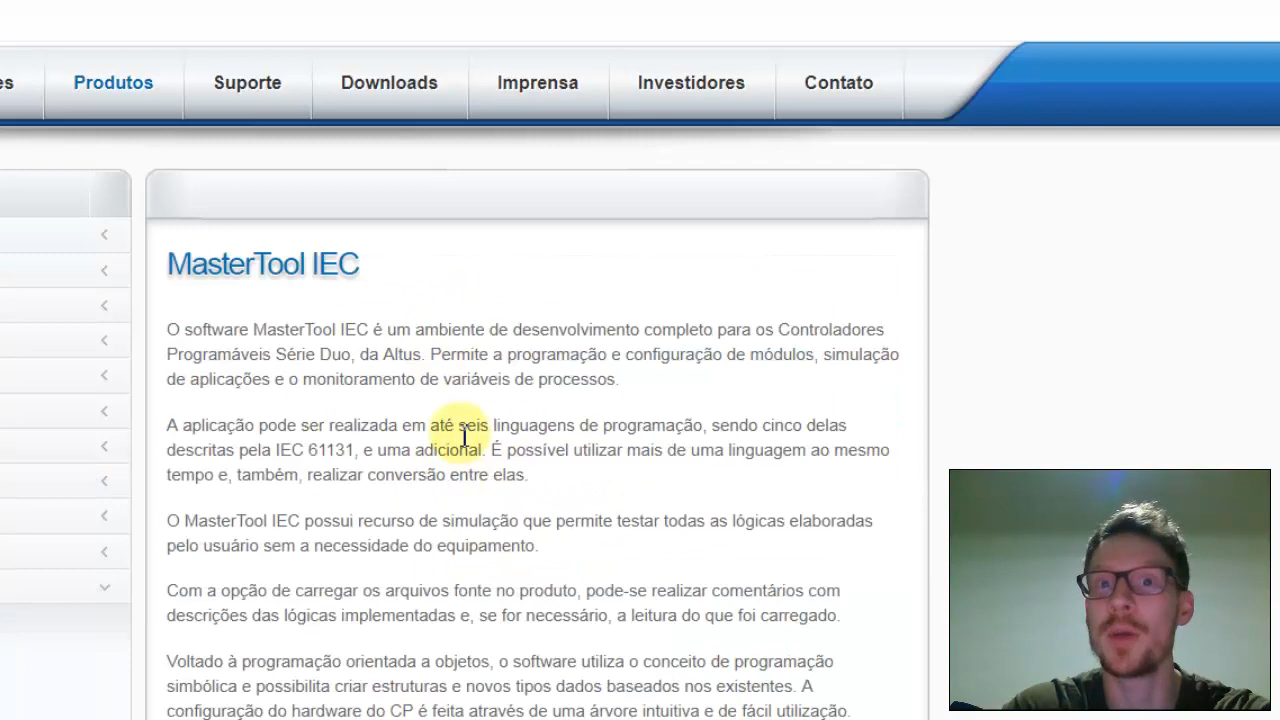 es Produtos Suporte Downloads Imprensa Investidores Contato
MasterTool IEC
O software MasterTool IEC é um ambiente de desenvolvimento completo para os Controladores
Programáveis Série Duo, da Altus. Permite a programação e configuração de módulos, simulação
de aplicações e o monitoramento de variáveis de processos.
A aplicação pode ser realizada em até seis linguagens de programação, sendo cinco delas
descritas pela IEC 61131, e uma adicional. É possível utilizar mais de uma linguagem ao mesmo
tempo e, também, realizar conversão entre elas.
O MasterTool IEC possui recurso de simulação que permite testar todas as lógicas elaboradas
pelo usuário sem a necessidade do equipamento.
Com a opção de carregar os arquivos fonte no produto, pode-se realizar comentários com
descrições das lógicas implementadas e, se for necessário, a leitura do que foi carregado.
Voltado à programação orientada a objetos, o software utiliza o conceito de programação
simbólica e possibilita criar estruturas e novos tipos dados baseados nos existentes. A
configuração do hardware do CP é feita através de uma árvore intuitiva e de fácil utilização.